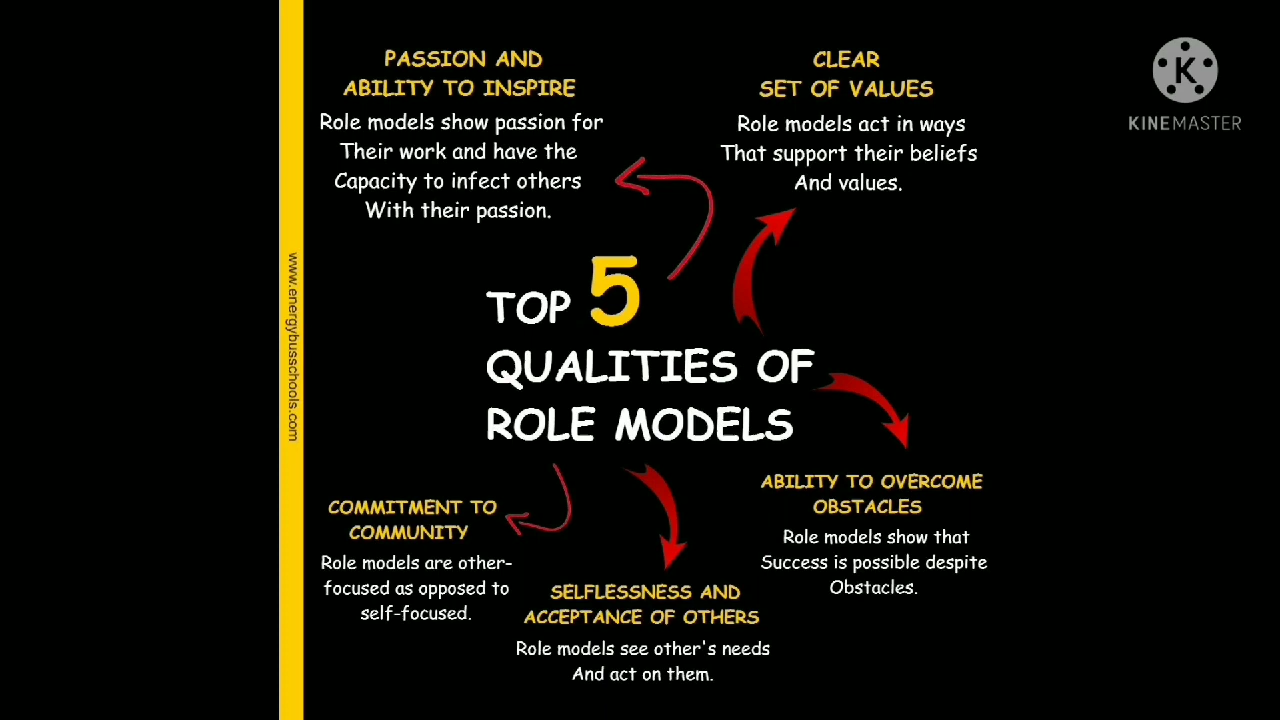 PASSION AND
ABILITY TO INSPIRE
Role models show passion for
Their work and have the
Capacity to infect others
With their passion.
CLEAR
SET OF VALUES
Role models act in ways
That support their beliefs
And values.
K
KINEMASTER
www.energybusschools.com
TOP 5
QUALITIES OF
ROLE MODELS
ABILITY TO OVERCOME
OBSTACLES
Role models show that
Success is possible despite
Obstacles.
COMMITMENT TO
COMMUNITY
Role models are other-
focused as opposed to
self-focused.
SELFLESSNESS AND
ACCEPTANCE OF OTHERS
Role models see other's needs
And act on them.